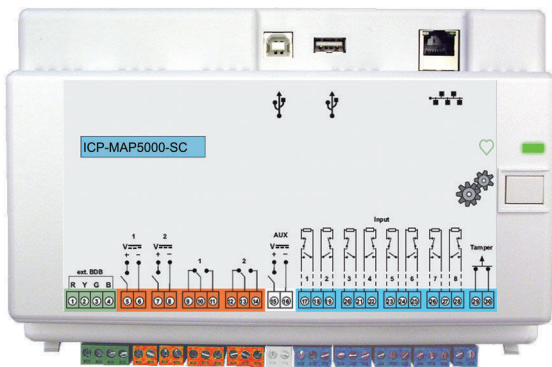 ICP-MAP5000-SC
Input
1 2 AUX
V V V
+ - + - + -
ext. BDB 1 2 Tamper
R Y G B 1 2 3 4 5 6 7 8
1 2 3 4 5 6 7 8 9 10 11 12 13 14 15 16 17 18 19 20 21 22 23 24 25 26 27 28 29 30